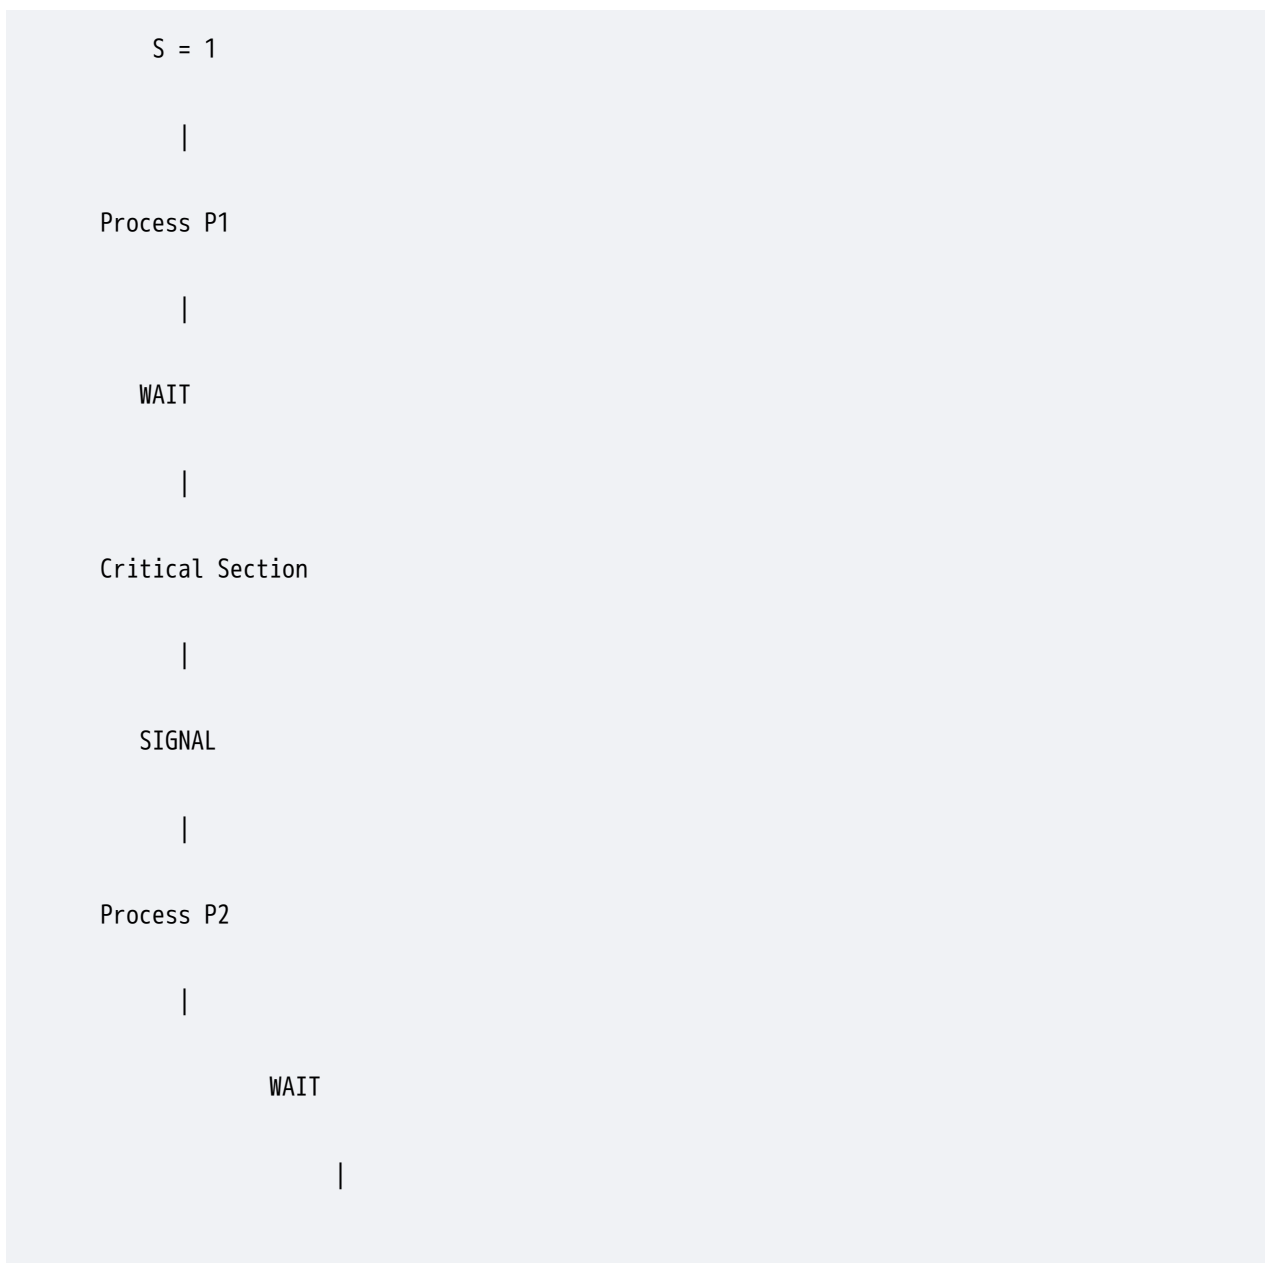 S = 1
|
Process P1
|
WAIT
|
Critical Section
|
SIGNAL
|
Process P2
|
WAIT
|